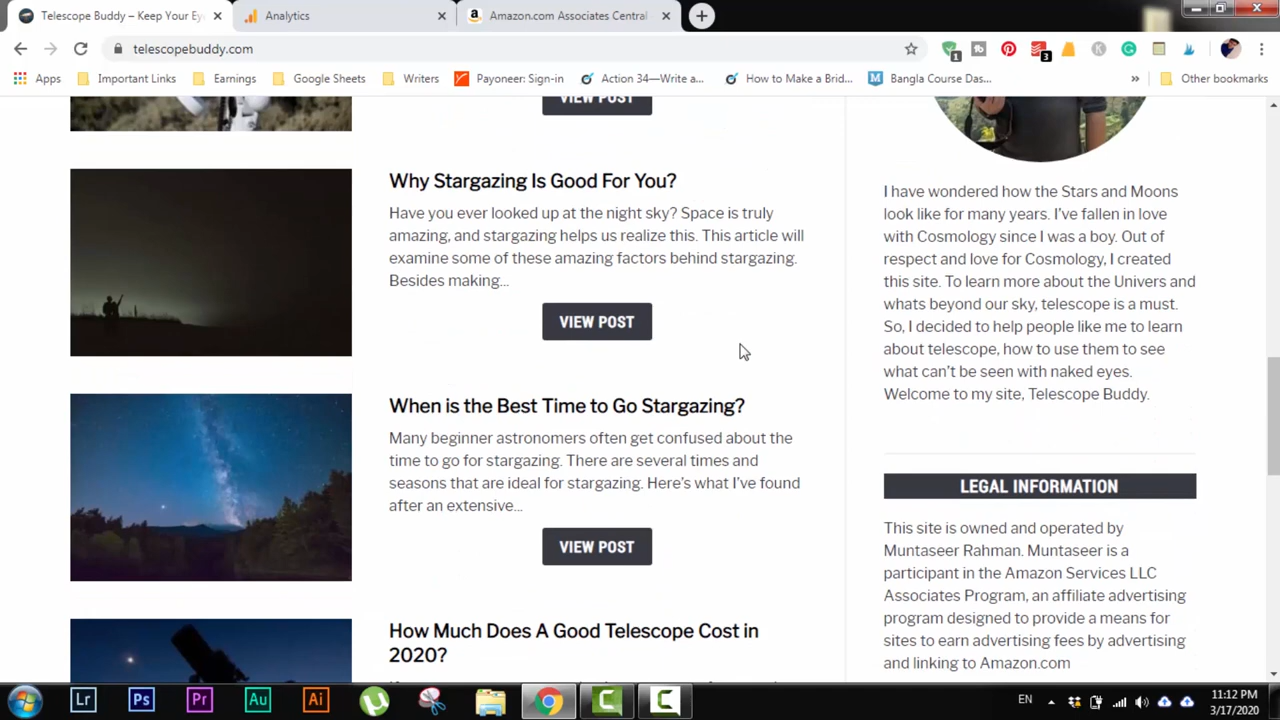 Telescope Buddy – Keep Your Eye
Analytics
Amazon.com Associates Central
telescopebuddy.com
1
3
Apps
Important Links
Earnings
Google Sheets
Writers
Payoneer: Sign-in
Action 34—Write a...
How to Make a Brid...
Bangla Course Das...
»
Other bookmarks
VIEW POST
Why Stargazing Is Good For You?
Have you ever looked up at the night sky? Space is truly
amazing, and stargazing helps us realize this. This article will
examine some of these amazing factors behind stargazing.
Besides making...
VIEW POST
When is the Best Time to Go Stargazing?
Many beginner astronomers often get confused about the
time to go for stargazing. There are several times and
seasons that are ideal for stargazing. Here's what I've found
after an extensive...
VIEW POST
How Much Does A Good Telescope Cost in
2020?
I have wondered how the Stars and Moons
look like for many years. I've fallen in love
with Cosmology since I was a boy. Out of
respect and love for Cosmology, I created
this site. To learn more about the Univers and
whats beyond our sky, telescope is a must.
So, I decided to help people like me to learn
about telescope, how to use them to see
what can't be seen with naked eyes.
Welcome to my site, Telescope Buddy.
LEGAL INFORMATION
This site is owned and operated by
Muntaseer Rahman. Muntaseer is a
participant in the Amazon Services LLC
Associates Program, an affiliate advertising
program designed to provide a means for
sites to earn advertising fees by advertising
and linking to Amazon.com
Lr
Ps
Pr
Au
Ai
EN
11:12 PM
3/17/2020